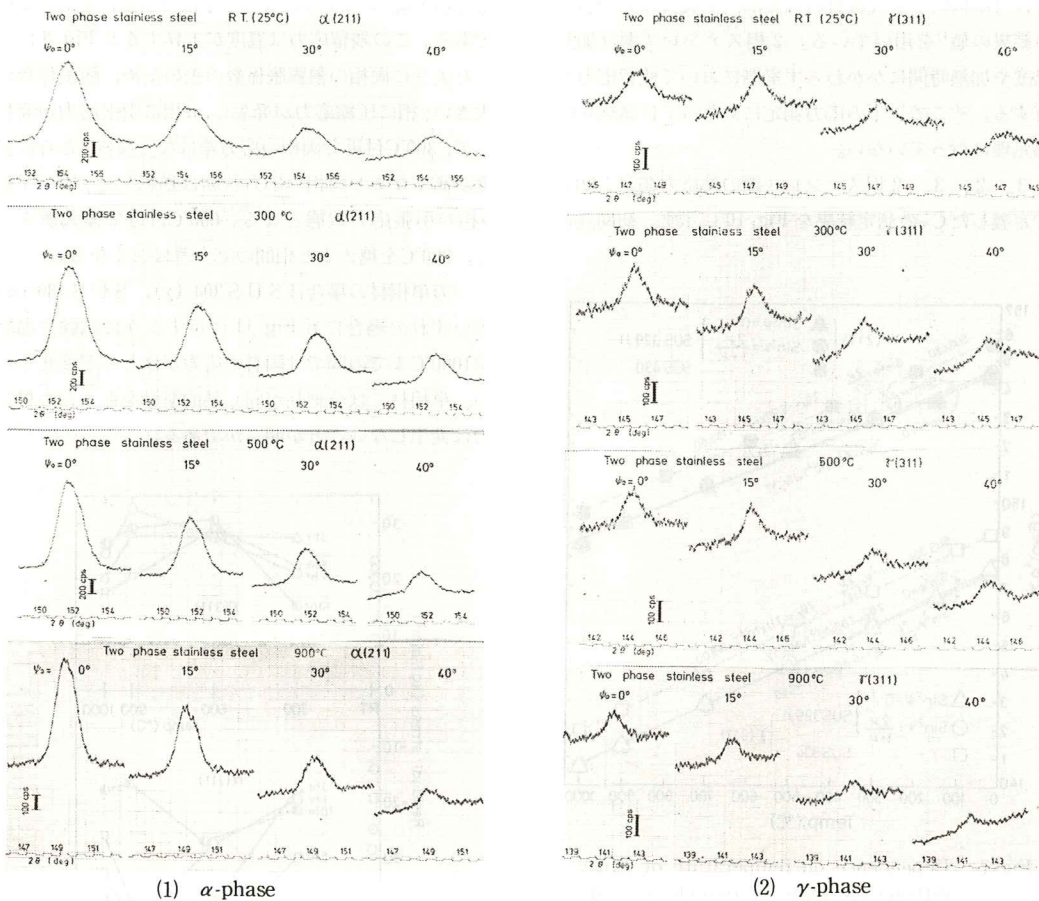 Two phase stainless steel R.T.(25°C) α(211)
ψ₀=0° 15° 30° 40°
200 cps
152 154 155 152 154 156 152 154 156 152 154 156
2θ (deg)
Two phase stainless steel 300 °C α(211)
ψ₀=0° 15° 30° 40°
200 cps
150 152 154 150 152 154 150 152 154 150 152 154
2θ (deg)
Two phase stainless steel 500°C α(211)
ψ₀=0° 15° 30° 40°
200 cps
150 152 154 150 152 154 150 152 154 150 152 154
2θ (deg)
Two phase stainless steel 900°C α(211)
ψ₀= 0° 15° 30° 40°
100 cps
147 149 151 147 149 151 147 149 151 147 149 151
2θ (deg)
(1) α-phase
Two phase stainless steel RT (25°C) γ(311)
ψ₀=0° 15° 30° 40°
100 cps
145 147 149 145 147 149 145 147 149 145 147 149
2θ (deg)
Two phase stainless steel 300°C γ(311)
ψ₀=0° 15° 30° 40°
100 cps
143 145 147 143 145 147 143 145 147 143 145 147
2θ (deg)
Two phase stainless steel 500°C γ(311)
ψ₀=0° 15° 30° 40°
100 cps
142 144 146 142 144 146 142 144 146 142 144 146
2θ (deg)
Two phase stainless steel 900°C γ(311)
ψ₀=0° 15° 30° 40°
100 cps
139 141 143 139 141 143 139 141 143 139 141 143
2θ (deg)
(2) γ-phase